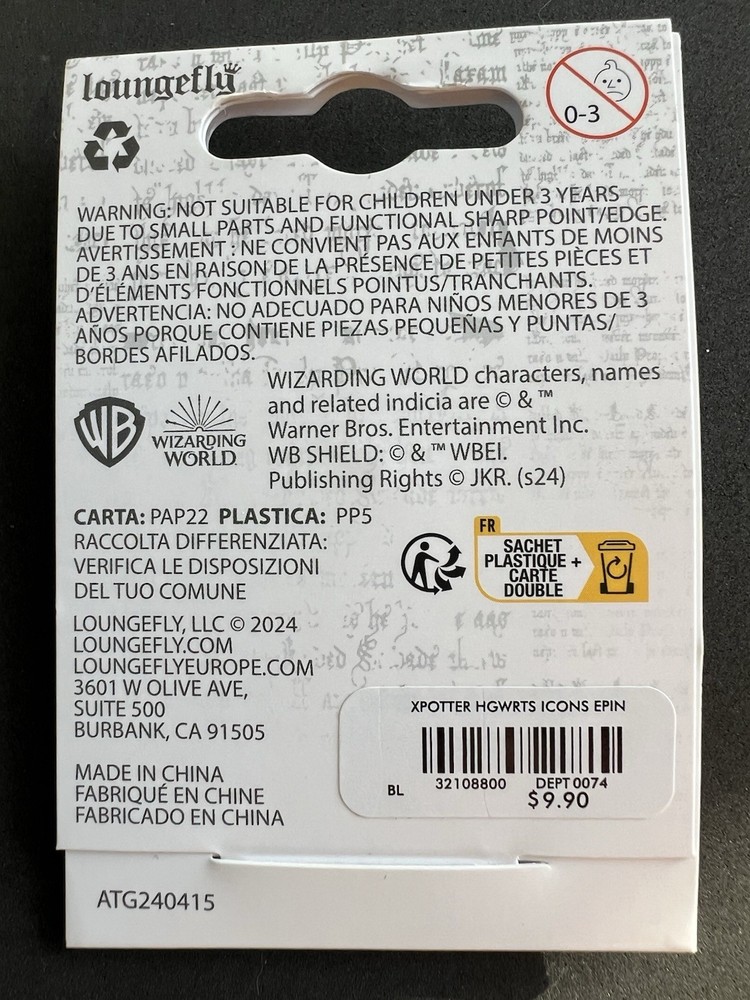 loungefly
0-3
WARNING: NOT SUITABLE FOR CHILDREN UNDER 3 YEARS
DUE TO SMALL PARTS AND FUNCTIONAL SHARP POINT/EDGE.
AVERTISSEMENT : NE CONVIENT PAS AUX ENFANTS DE MOINS
DE 3 ANS EN RAISON DE LA PRÉSENCE DE PETITES PIÈCES ET
D'ÉLÉMENTS FONCTIONNELS POINTUS/TRANCHANTS.
ADVERTENCIA: NO ADECUADO PARA NIÑOS MENORES DE 3
AÑOS PORQUE CONTIENE PIEZAS PEQUEÑAS Y PUNTAS/
BORDES AFILADOS.
WB
WIZARDING
WORLD
WIZARDING WORLD characters, names
and related indicia are © & ™
Warner Bros. Entertainment Inc.
WB SHIELD: © & ™ WBEI.
Publishing Rights © JKR. (s24)
CARTA: PAP22 PLASTICA: PP5
RACCOLTA DIFFERENZIATA:
VERIFICA LE DISPOSIZIONI
DEL TUO COMUNE
FR
SACHET
PLASTIQUE +
CARTE
DOUBLE
LOUNGEFLY, LLC © 2024
LOUNGEFLY.COM
LOUNGEFLYEUROPE.COM
3601 W OLIVE AVE,
SUITE 500
BURBANK, CA 91505
MADE IN CHINA
FABRIQUÉ EN CHINE
FABRICADO EN CHINA
XPOTTER HGWRTS ICONS EPIN
BL 32108800 DEPT 0074
$9.90
ATG240415